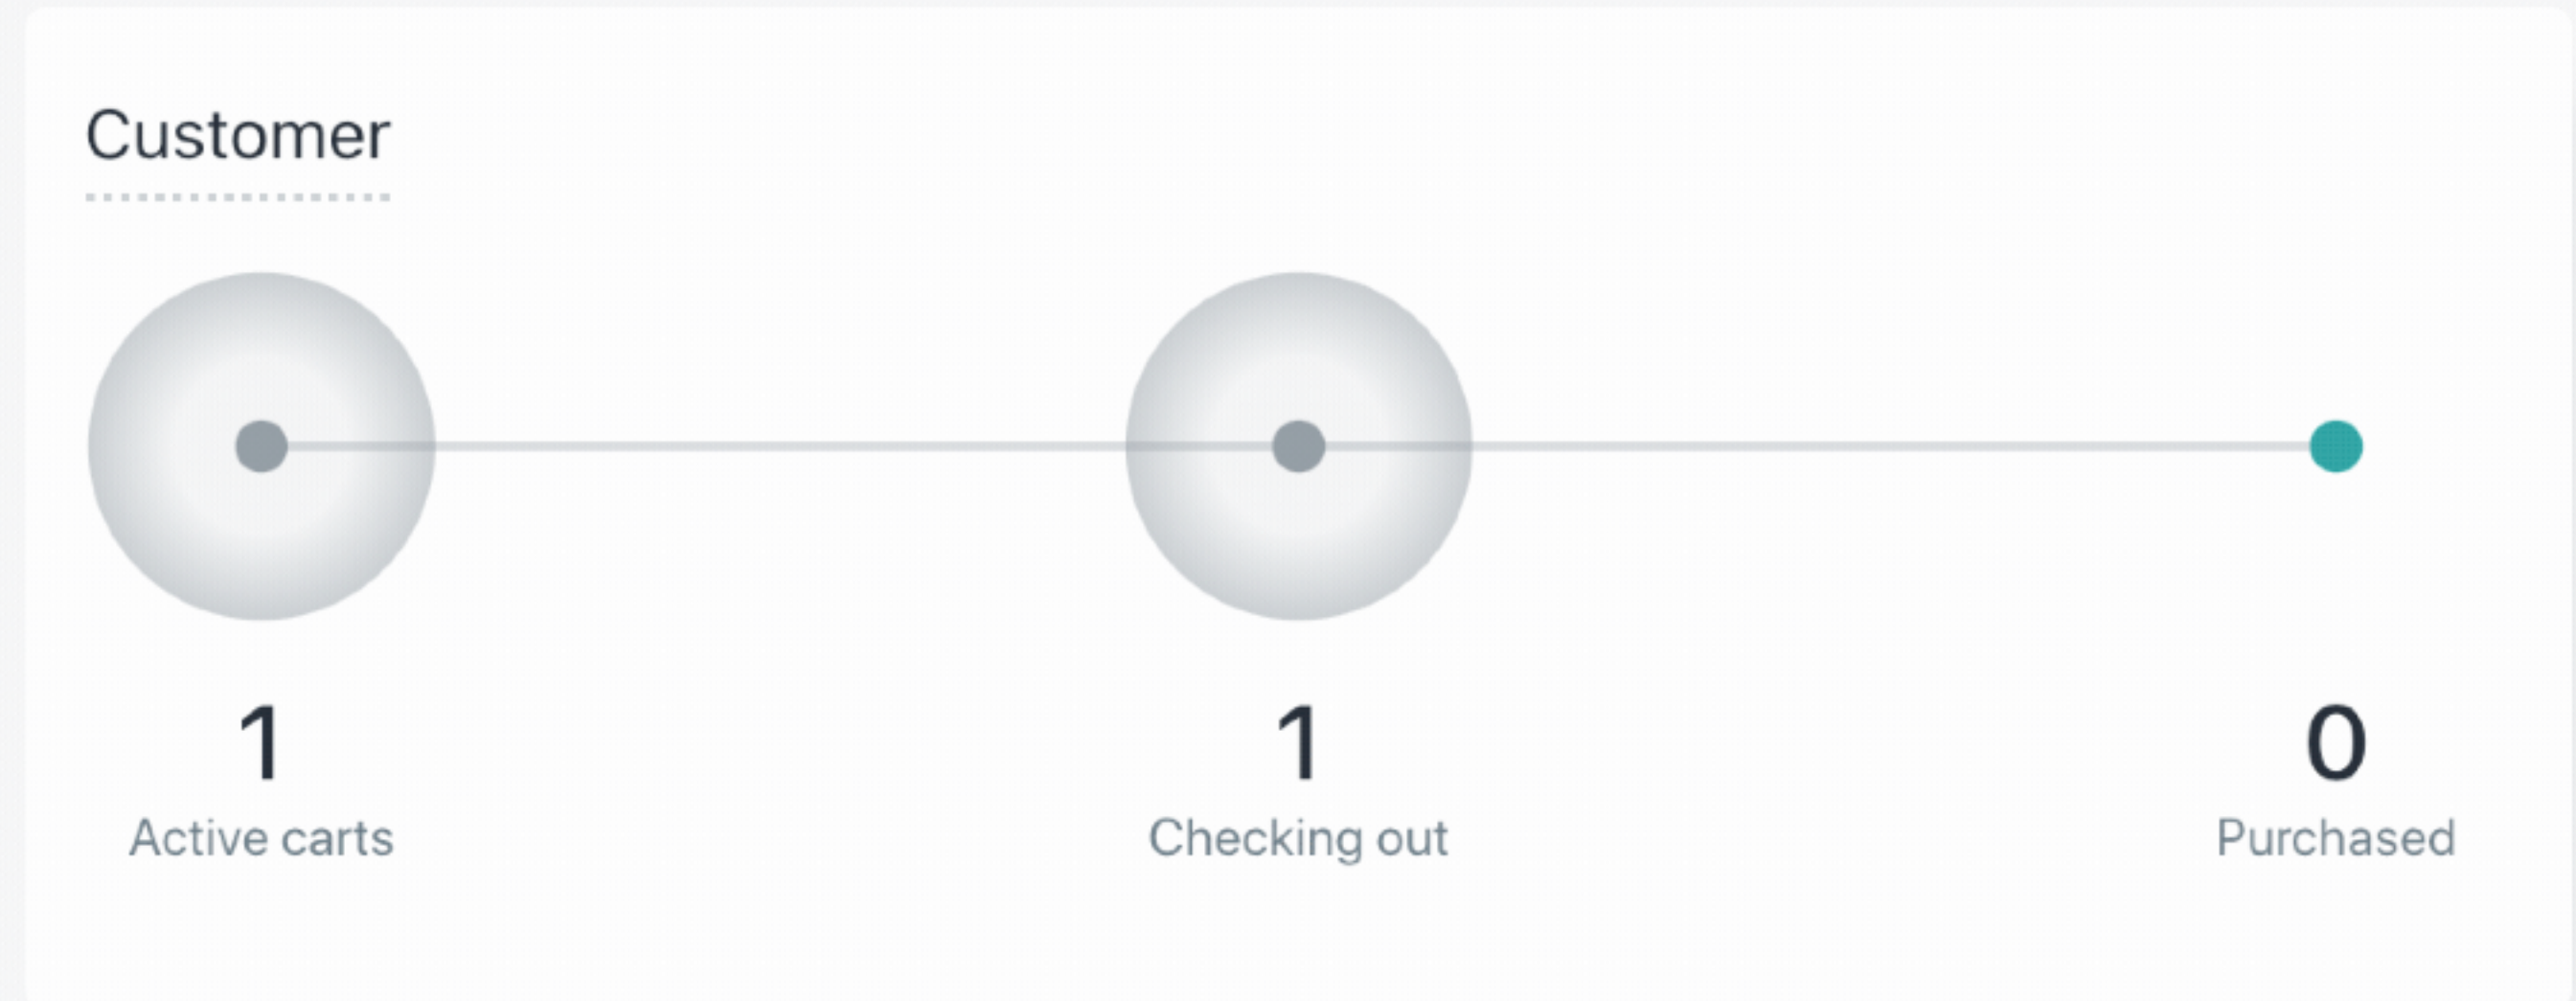 Customer
1
Active carts
1
Checking out
0
Purchased